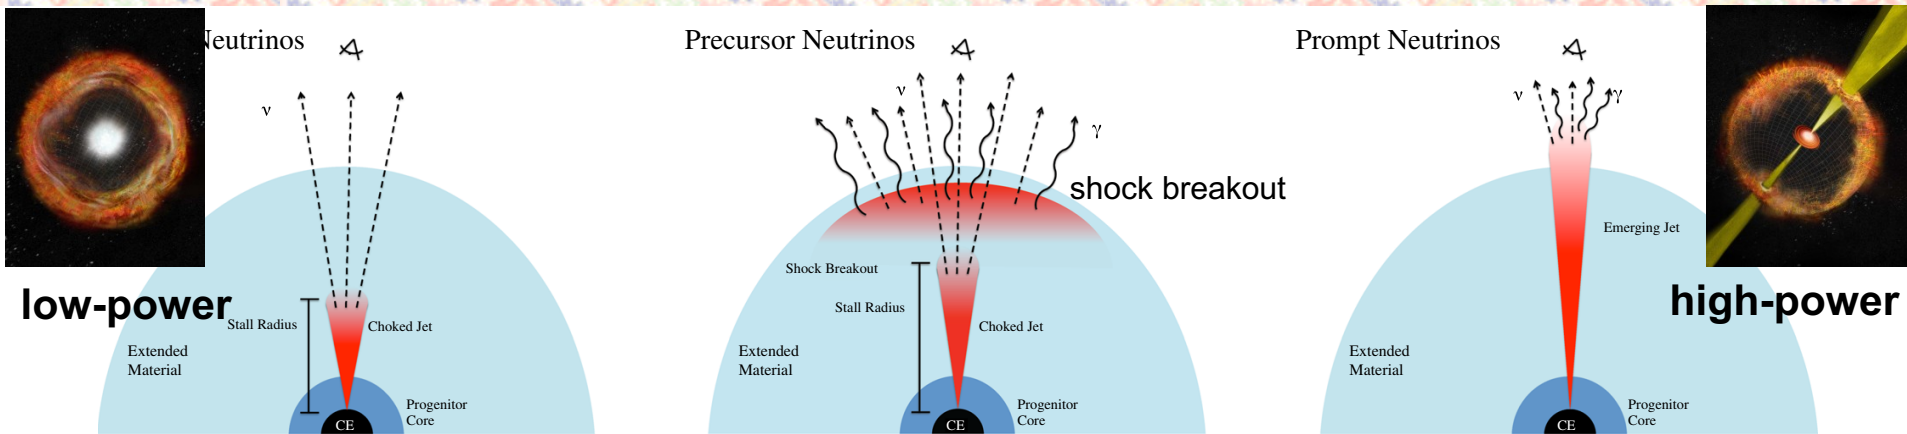 Neutrinos
ν
low-power
Stall Radius
Choked Jet
Extended
Material
Progenitor
Core
CE
Precursor Neutrinos
ν
γ
shock breakout
Shock Breakout
Stall Radius
Choked Jet
Extended
Material
Progenitor
Core
CE
Prompt Neutrinos
ν
γ
Emerging Jet
high-power
Extended
Material
Progenitor
Core
CE